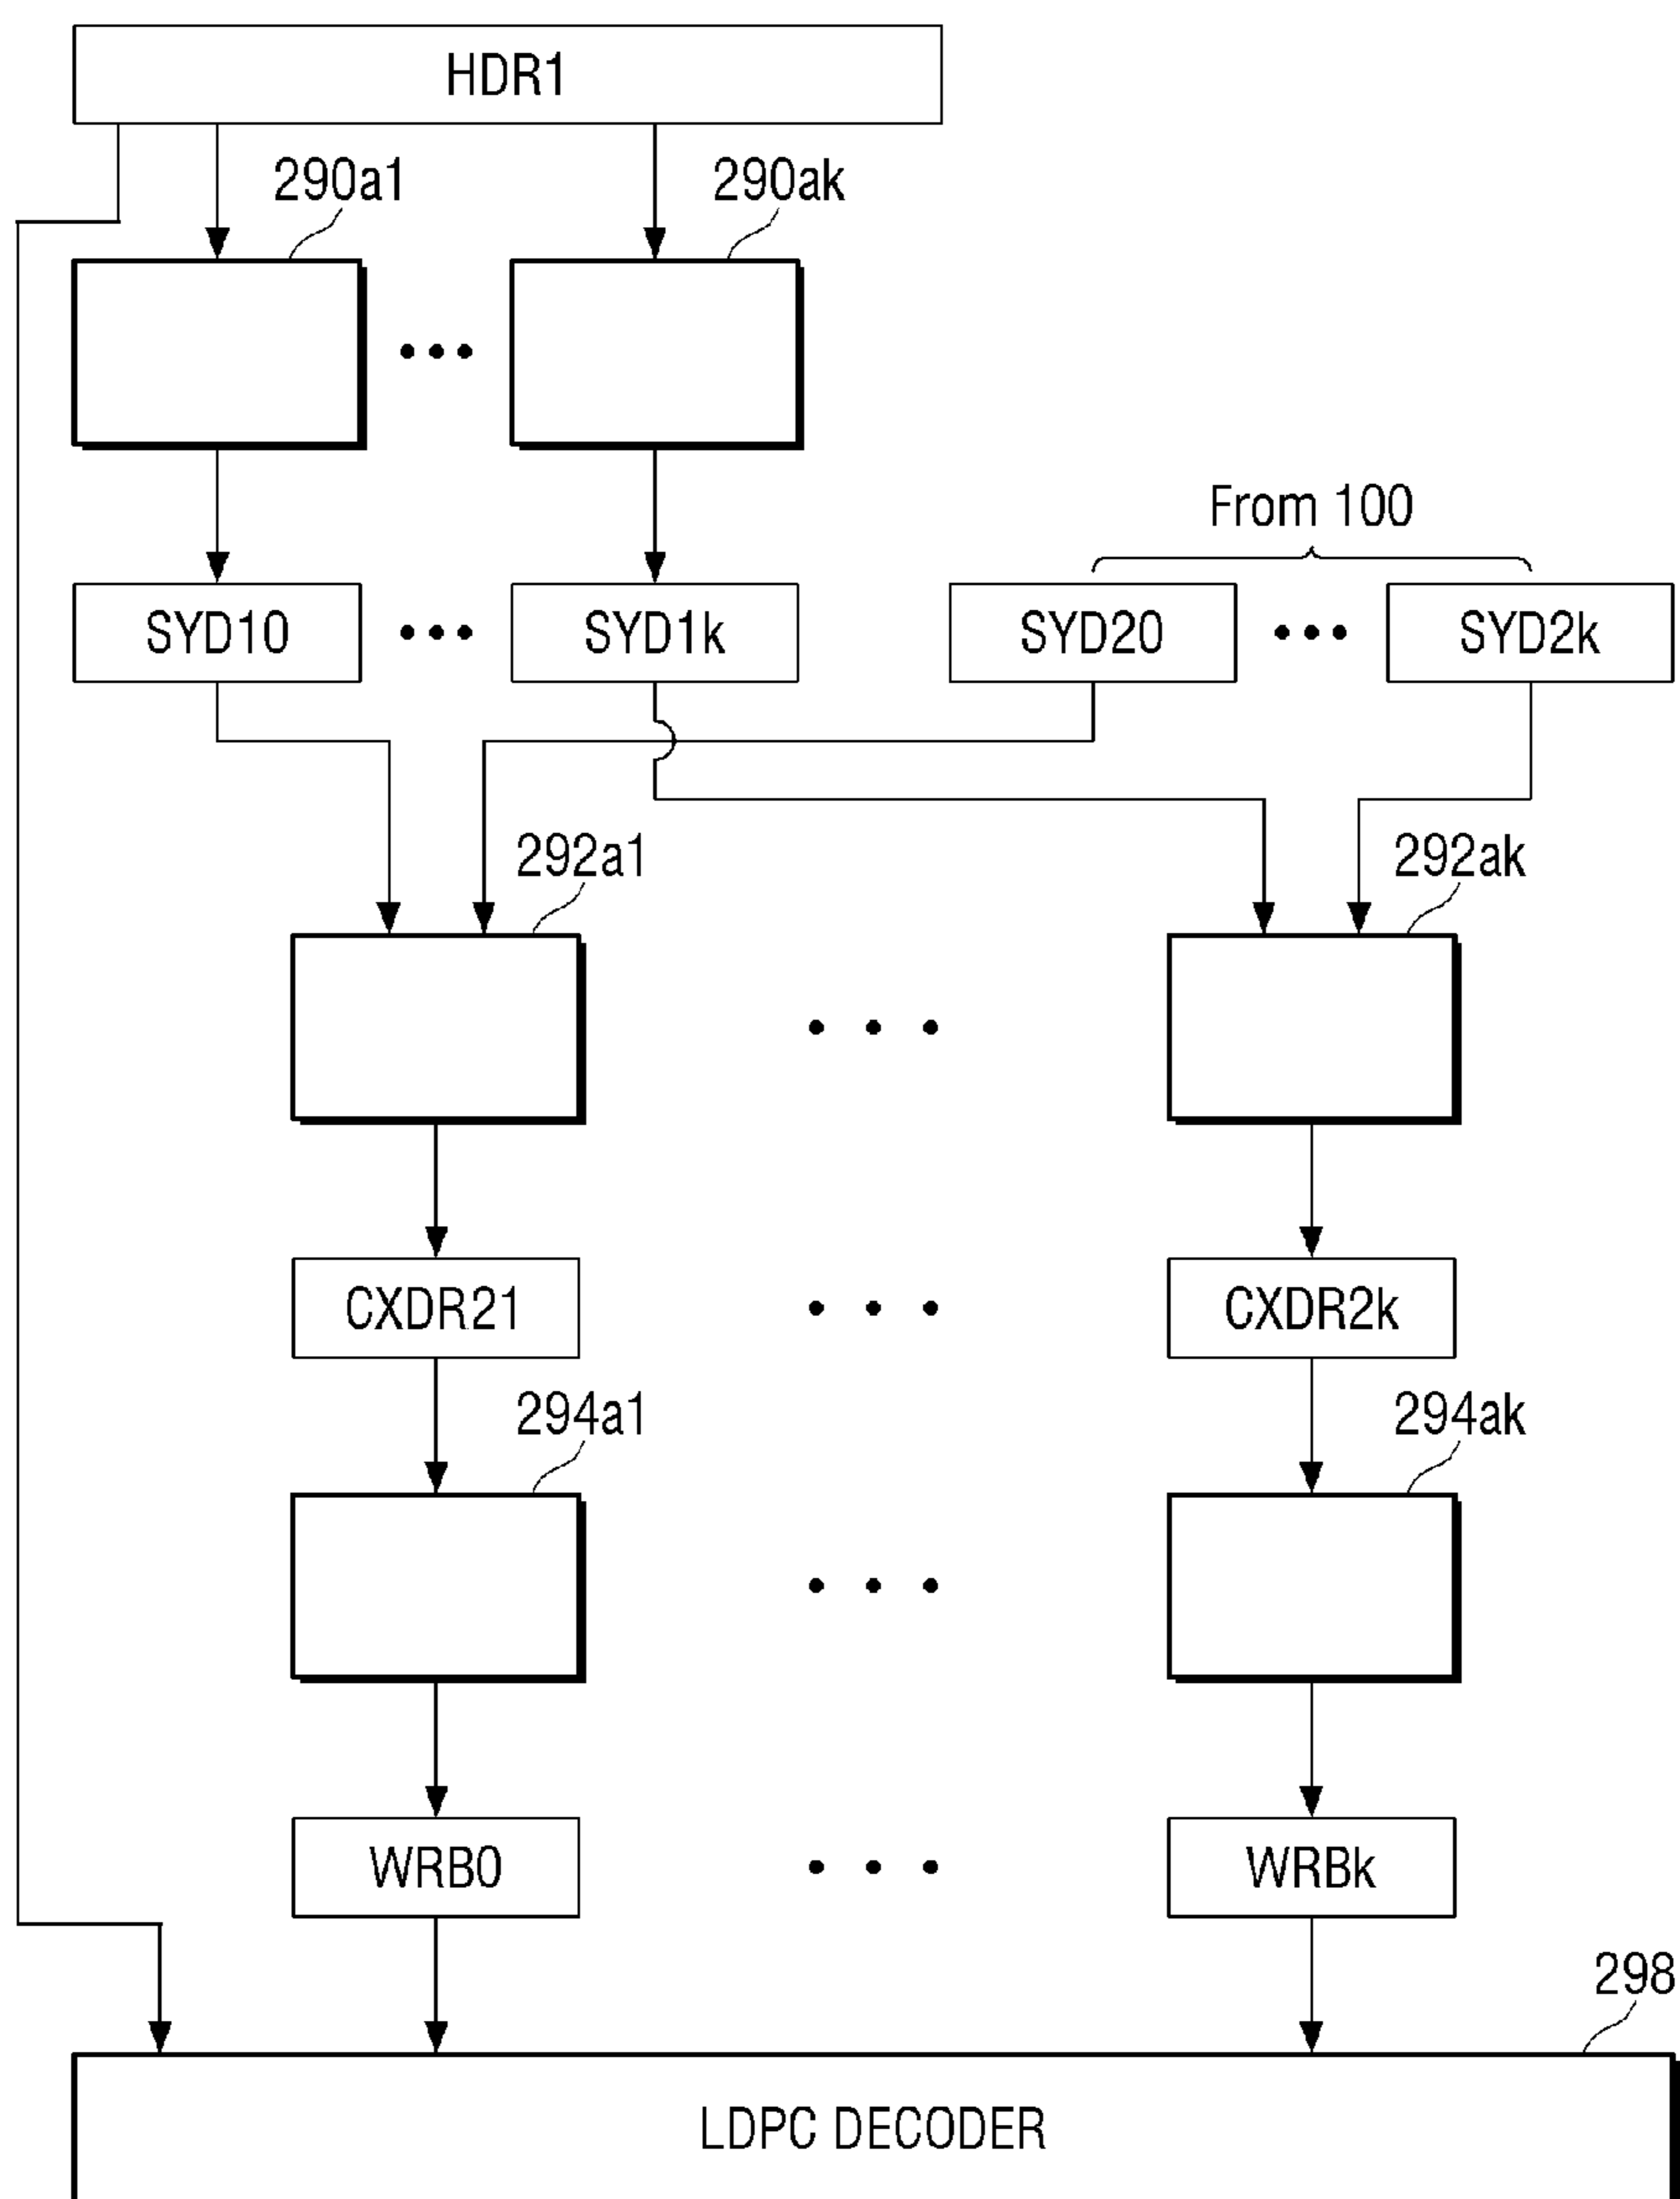 HDR1
290a1
290ak
From 100
SYD10
SYD1k
SYD20
SYD2k
292a1
292ak
CXDR21
CXDR2k
294a1
294ak
WRB0
WRBk
298
LDPC DECODER